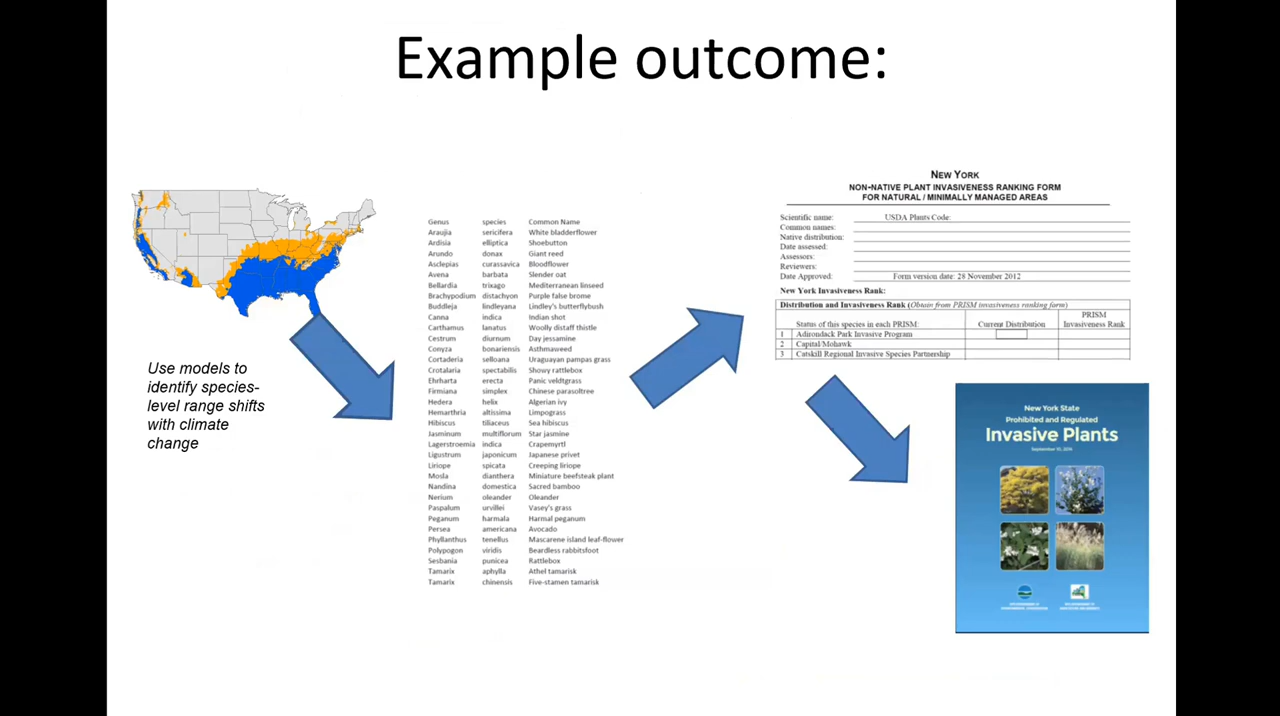 Example outcome:
Use models to
identify species-
level range shifts
with climate
change
Genus species Common Name
Araujia sericifera White bladderflower
Ardisia elliptica Shoebutton
Arundo donax Giant reed
Asclepias curassavica Bloodflower
Avena barbata Slender oat
Bellardia trixago Mediterranean linseed
Brachypodium distachyon Purple false brome
Buddleja lindleyana Lindley's butterflybush
Canna indica Indian shot
Carthamus lanatus Woolly distaff thistle
Cestrum diurnum Day jessamine
Conyza bonariensis Asthmaweed
Cortaderia selloana Uraguayan pampas grass
Crotalaria spectabilis Showy rattlebox
Ehrharta erecta Panic veldtgrass
Firmiana simplex Chinese parasoltree
Hedera helix Algerian ivy
Hemarthria altissima Limpograss
Hibiscus tiliaceus Sea hibiscus
Jasminum multiflorum Star jasmine
Lagerstroemia indica Crapemyrtl
Ligustrum japonicum Japanese privet
Liriope spicata Creeping liriope
Mosla dianthera Miniature beefsteak plant
Nandina domestica Sacred bamboo
Nerium oleander Oleander
Paspalum urvillei Vasey's grass
Peganum harmala Harmal peganum
Persea americana Avocado
Phyllanthus tenellus Mascarene island leaf-flower
Polypogon viridis Beardless rabbitsfoot
Sesbania punicea Rattlebox
Tamarix aphylla Athel tamarisk
Tamarix chinensis Five-stamen tamarisk
NEW YORK
NON-NATIVE PLANT INVASIVENESS RANKING FORM
FOR NATURAL / MINIMALLY MANAGED AREAS
Scientific name: USDA Plants Code:
Common names:
Native distribution:
Date assessed:
Assessors:
Reviewers:
Date Approved: Form version date: 28 November 2012
New York Invasiveness Rank:
Distribution and Invasiveness Rank (Obtain from PRISM invasiveness ranking form)
PRISM
Status of this species in each PRISM: Current Distribution Invasiveness Rank
1 Adirondack Park Invasive Program
2 Capital/Mohawk
3 Catskill Regional Invasive Species Partnership
New York State
Prohibited and Regulated
Invasive Plants